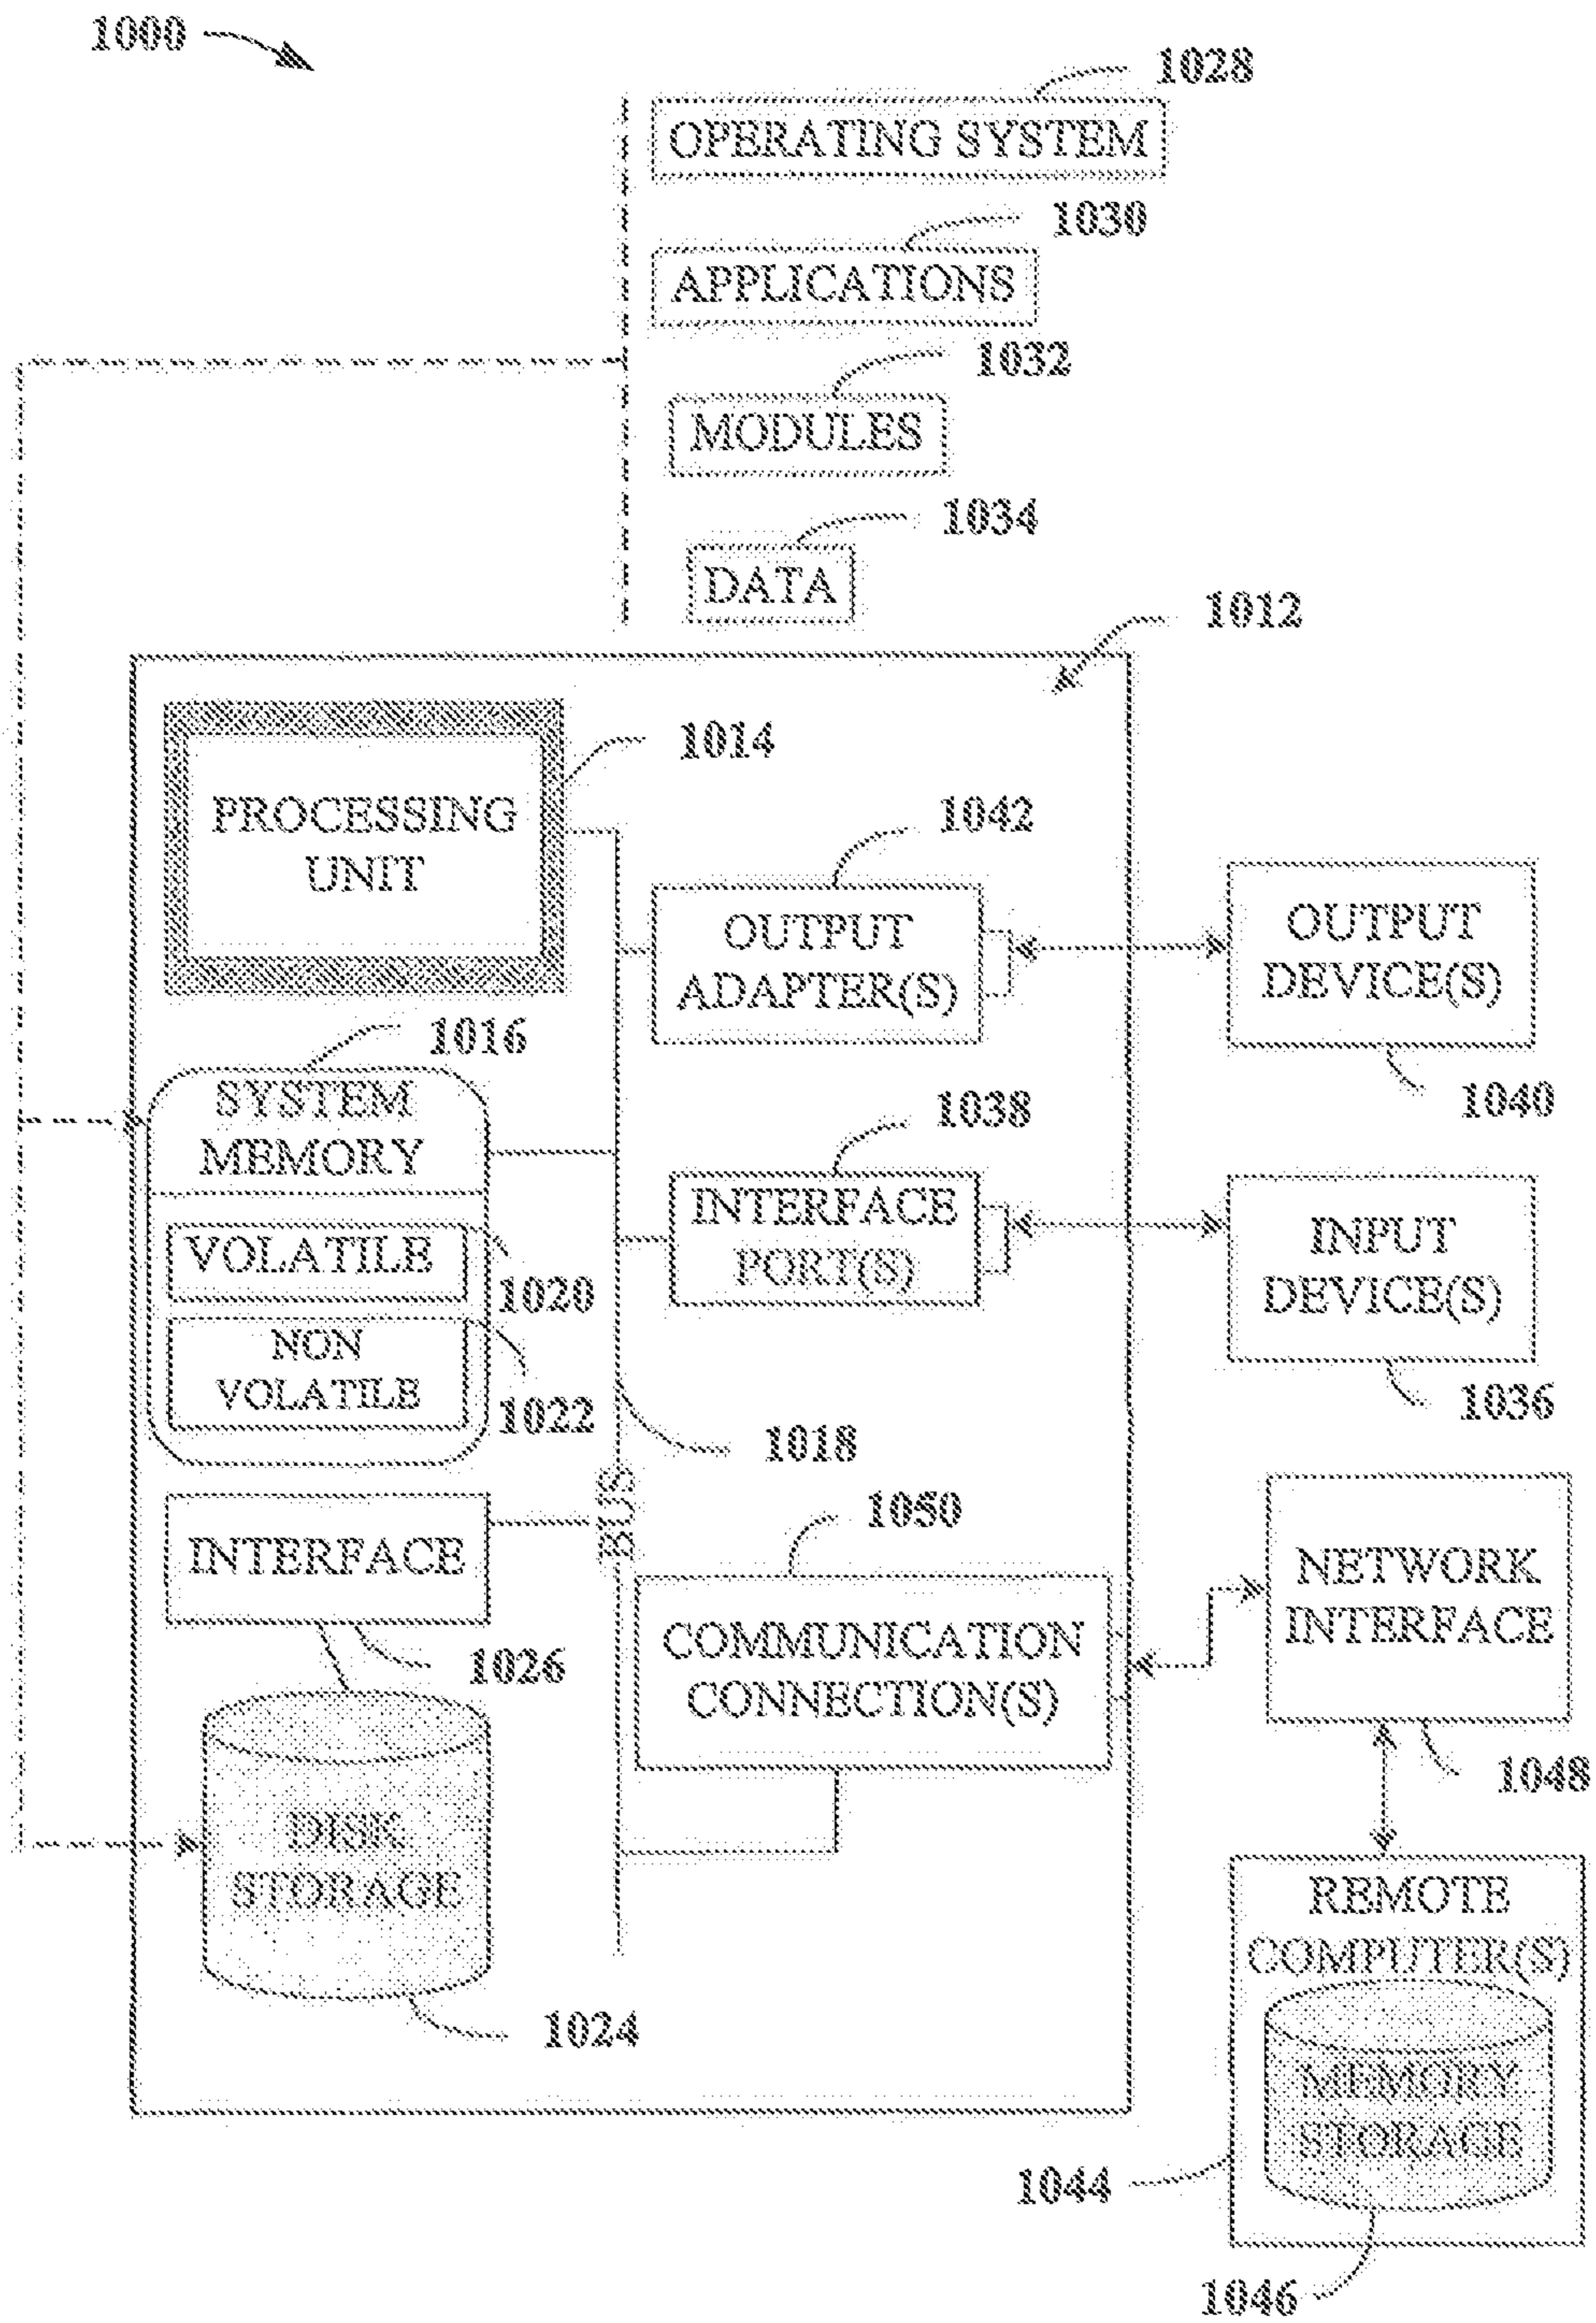 1000
1028
OPERATING SYSTEM
1030
APPLICATIONS
1032
MODULES
1034
DATA
1012
PROCESSING
UNIT
1014
1042
OUTPUT
ADAPTER(S)
OUTPUT
DEVICE(S)
1040
1016
SYSTEM
MEMORY
VOLATILE
1020
NON
VOLATILE
1022
1038
INTERFACE
PORT(S)
INPUT
DEVICE(S)
1036
1018
BUS
INTERFACE
1026
1050
COMMUNICATION
CONNECTION(S)
NETWORK
INTERFACE
1048
DISK
STORAGE
1024
REMOTE
COMPUTER(S)
MEMORY
STORAGE
1044
1046